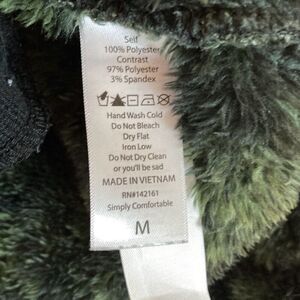 Self
100% Polyester
Contrast
97% Polyester
3% Spandex
Hand Wash Cold
Do Not Bleach
Dry Flat
Iron Low
Do Not Dry Clean
or you'll be sad
MADE IN VIETNAM
RN#142161
Simply Comfortable
M